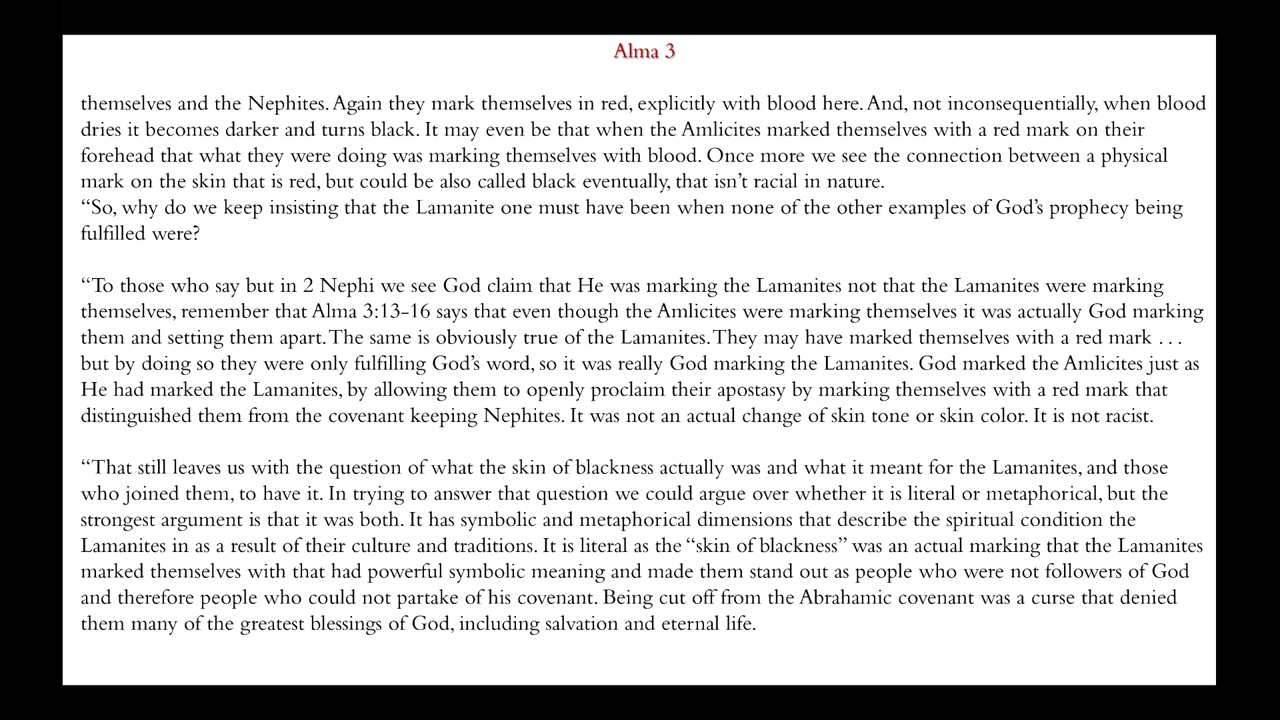 Alma 3
themselves and the Nephites. Again they mark themselves in red, explicitly with blood here. And, not inconsequentially, when blood
dries it becomes darker and turns black. It may even be that when the Amlicites marked themselves with a red mark on their
forehead that what they were doing was marking themselves with blood. Once more we see the connection between a physical
mark on the skin that is red, but could be also called black eventually, that isn’t racial in nature.
“So, why do we keep insisting that the Lamanite one must have been when none of the other examples of God’s prophecy being
fulfilled were?
“To those who say but in 2 Nephi we see God claim that He was marking the Lamanites not that the Lamanites were marking
themselves, remember that Alma 3:13-16 says that even though the Amlicites were marking themselves it was actually God marking
them and setting them apart. The same is obviously true of the Lamanites. They may have marked themselves with a red mark . . .
but by doing so they were only fulfilling God’s word, so it was really God marking the Lamanites. God marked the Amlicites just as
He had marked the Lamanites, by allowing them to openly proclaim their apostasy by marking themselves with a red mark that
distinguished them from the covenant keeping Nephites. It was not an actual change of skin tone or skin color. It is not racist.
“That still leaves us with the question of what the skin of blackness actually was and what it meant for the Lamanites, and those
who joined them, to have it. In trying to answer that question we could argue over whether it is literal or metaphorical, but the
strongest argument is that it was both. It has symbolic and metaphorical dimensions that describe the spiritual condition the
Lamanites in as a result of their culture and traditions. It is literal as the “skin of blackness” was an actual marking that the Lamanites
marked themselves with that had powerful symbolic meaning and made them stand out as people who were not followers of God
and therefore people who could not partake of his covenant. Being cut off from the Abrahamic covenant was a curse that denied
them many of the greatest blessings of God, including salvation and eternal life.